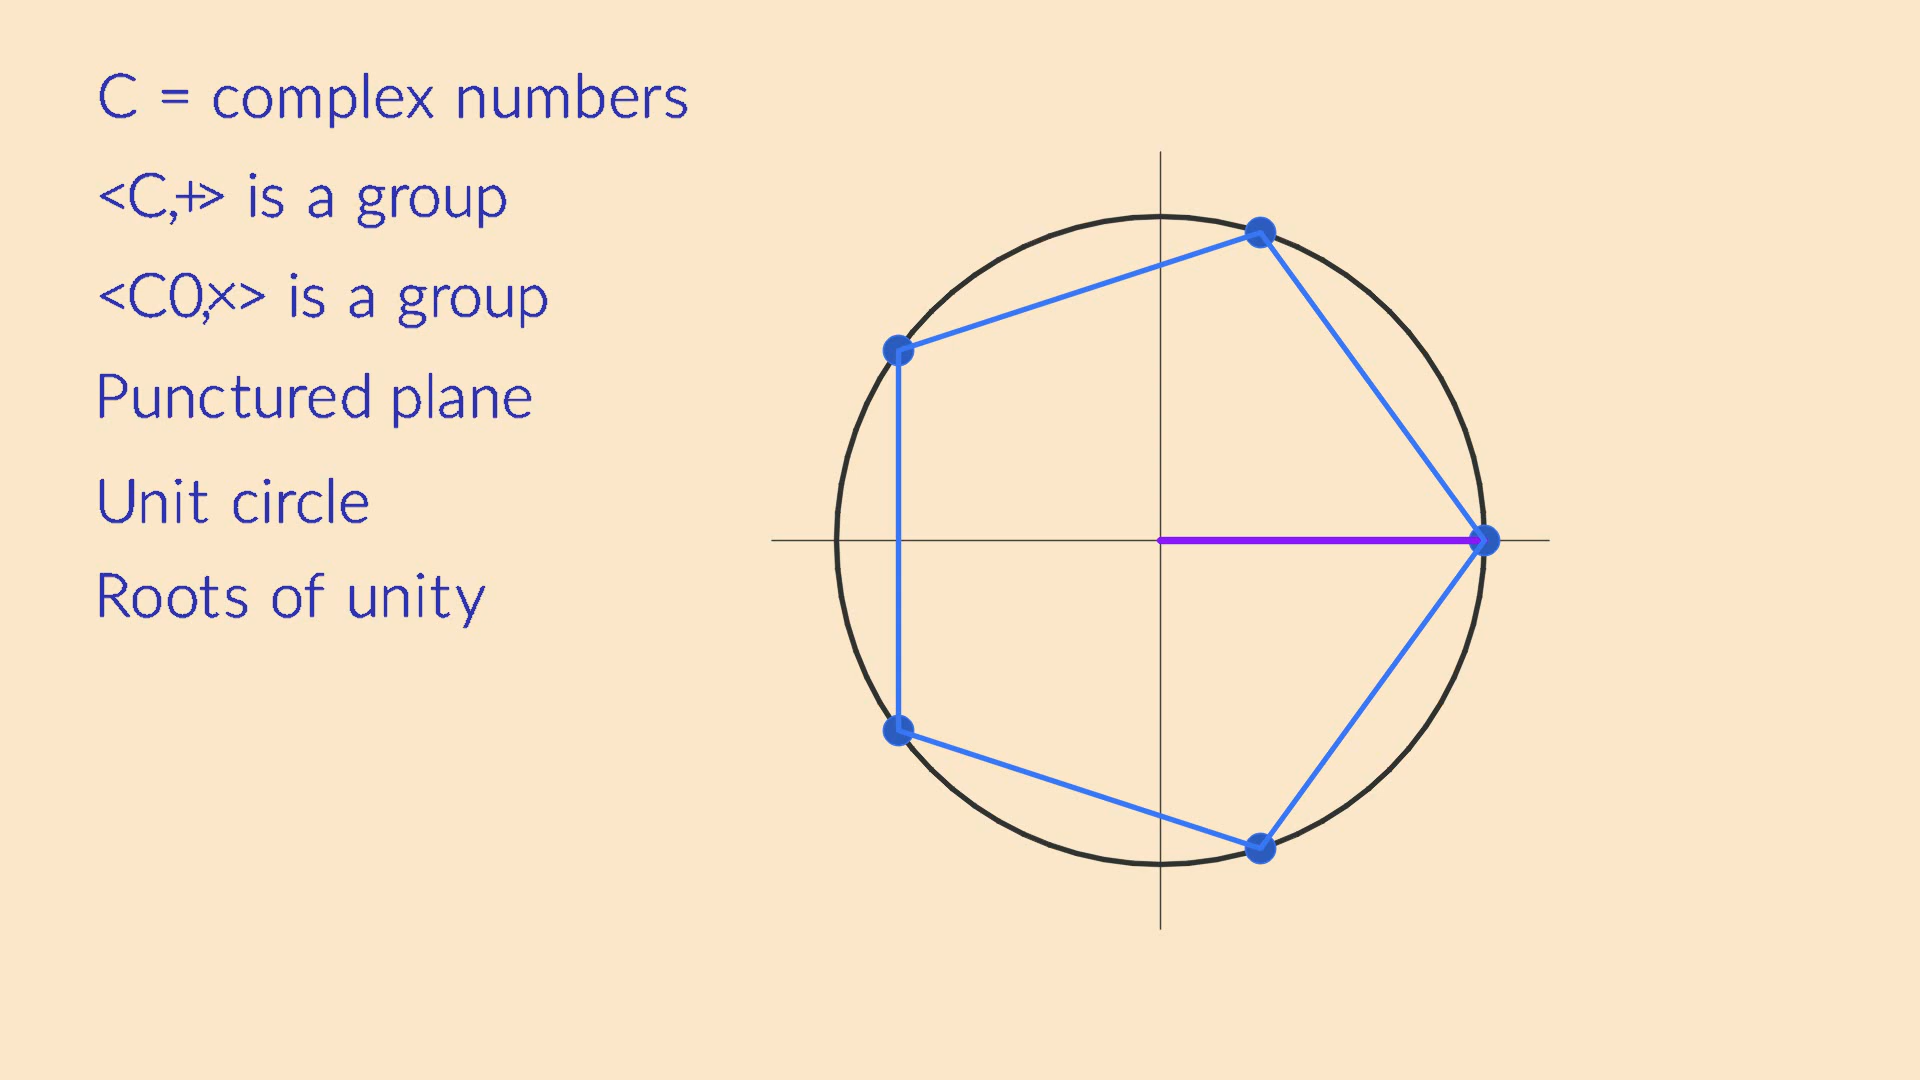 C = complex numbers
<C,+> is a group
<C0,×> is a group
Punctured plane
Unit circle
Roots of unity